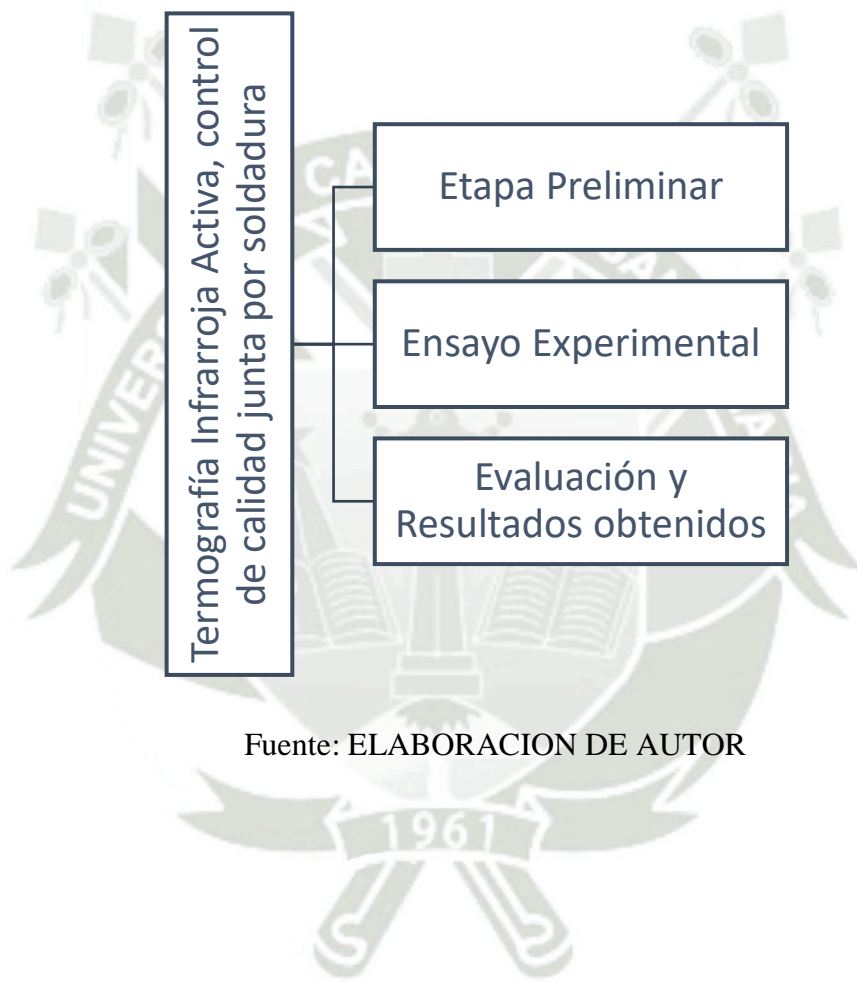 Termografía Infrarroja Activa, control
de calidad junta por soldadura
Etapa Preliminar
Ensayo Experimental
Evaluación y
Resultados obtenidos
Fuente: ELABORACION DE AUTOR
1961